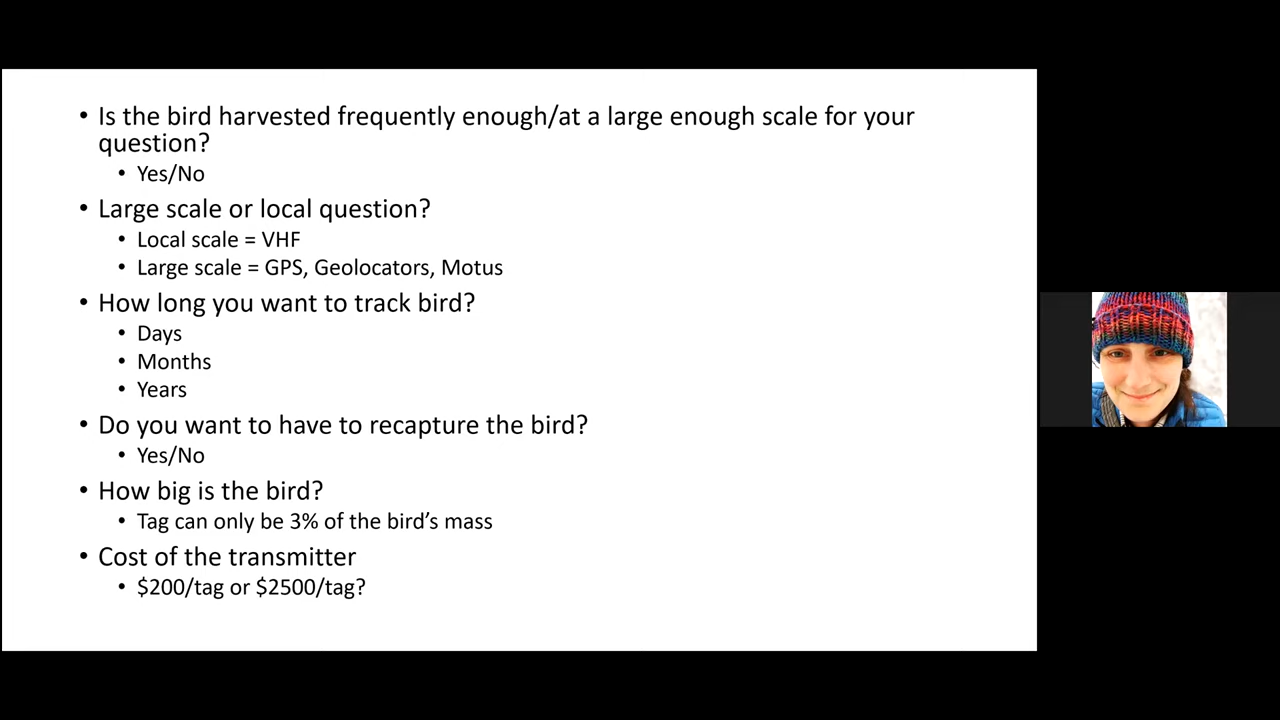 • Is the bird harvested frequently enough/at a large enough scale for your
question?
• Yes/No
• Large scale or local question?
• Local scale = VHF
• Large scale = GPS, Geolocators, Motus
• How long you want to track bird?
• Days
• Months
• Years
• Do you want to have to recapture the bird?
• Yes/No
• How big is the bird?
• Tag can only be 3% of the bird’s mass
• Cost of the transmitter
• $200/tag or $2500/tag?